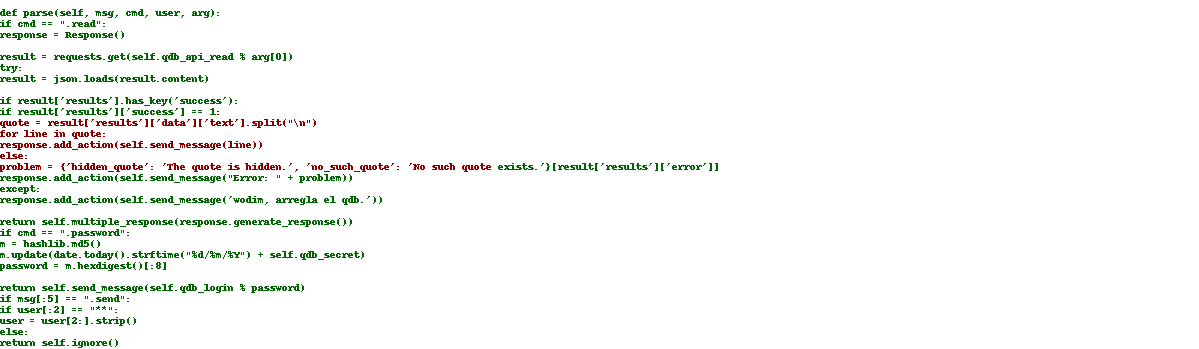 def parse(self, msg, cmd, user, arg):
if cmd == ".read":
response = Response()
result = requests.get(self.qdb_api_read % arg[0])
try:
result = json.loads(result.content)
if result['results'].has_key('success'):
if result['results']['success'] == 1:
quote = result['results']['data']['text'].split("\n")
for line in quote:
response.add_action(self.send_message(line))
else:
problem = {'hidden_quote': 'The quote is hidden.', 'no_such_quote': 'No such quote exists.'}[result['results']['error']]
response.add_action(self.send_message("Error: " + problem))
except:
response.add_action(self.send_message('wodim, arregla el qdb.'))
return self.multiple_response(response.generate_response())
if cmd == ".password":
m = hashlib.md5()
m.update(date.today().strftime("%d/%m/%Y") + self.qdb_secret)
password = m.hexdigest()[:8]
return self.send_message(self.qdb_login % password)
if msg[:5] == ".send":
if user[:2] == "**":
user = user[2:].strip()
else:
return self.ignore()